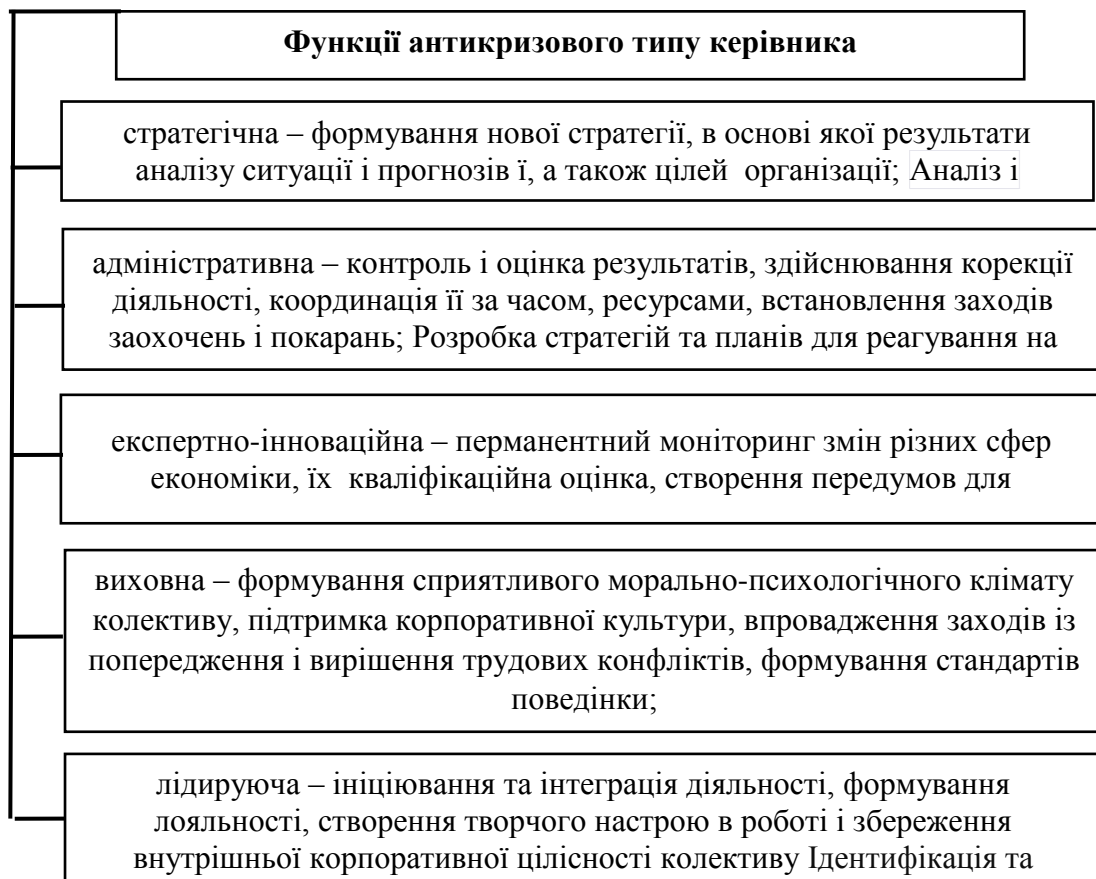 Функції антикризового типу керівника
стратегічна – формування нової стратегії, в основі якої результати
аналізу ситуації і прогнозів ї, а також цілей організації; Аналіз і
адміністративна – контроль і оцінка результатів, здійснювання корекції
діяльності, координація її за часом, ресурсами, встановлення заходів
заохочень і покарань; Розробка стратегій та планів для реагування на
експертно-інноваційна – перманентний моніторинг змін різних сфер
економіки, їх кваліфікаційна оцінка, створення передумов для
виховна – формування сприятливого морально-психологічного клімату
колективу, підтримка корпоративної культури, впровадження заходів із
попередження і вирішення трудових конфліктів, формування стандартів
поведінки;
лідируюча – ініціювання та інтеграція діяльності, формування
лояльності, створення творчого настрою в роботі і збереження
внутрішньої корпоративної цілісності колективу Ідентифікація та